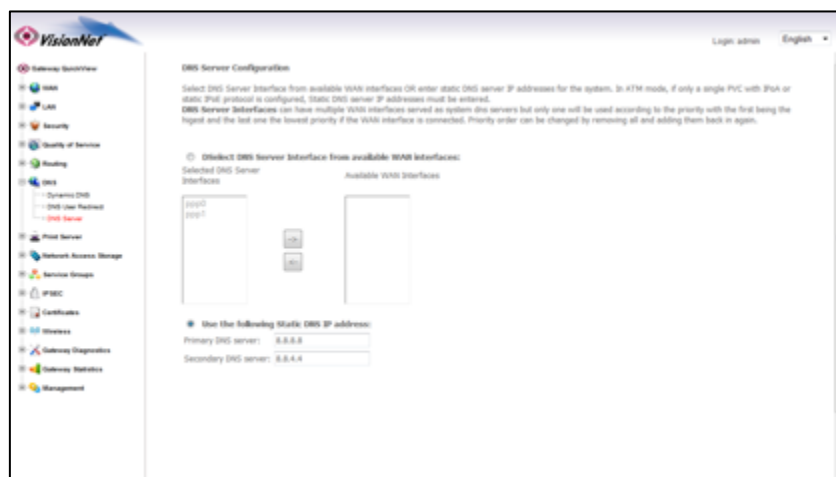 VisionNet
Login: admin
English
Gateway QuickView
WAN
LAN
Security
Quality of Service
Routing
DNS
Dynamic DNS
DNS User Redirect
DNS Server
Print Server
Network Access Storage
Service Groups
IPSEC
Certificates
Wireless
Gateway Diagnostics
Gateway Statistics
Management
DNS Server Configuration
Select DNS Server Interface from available WAN interfaces OR enter static DNS server IP addresses for the system. In ATM mode, if only a single PVC with IPoA or
static IPoE protocol is configured, Static DNS server IP addresses must be entered.
DNS Server Interfaces can have multiple WAN interfaces served as system dns servers but only one will be used according to the priority with the first being the
higest and the last one the lowest priority if the WAN interface is connected. Priority order can be changed by removing all and adding them back in again.
DSelect DNS Server Interface from available WAN interfaces:
Selected DNS Server
Interfaces
Available WAN Interfaces
ppp0
ppp1
->
<-
Use the following Static DNS IP address:
Primary DNS server: 8.8.8.8
Secondary DNS server: 8.8.4.4